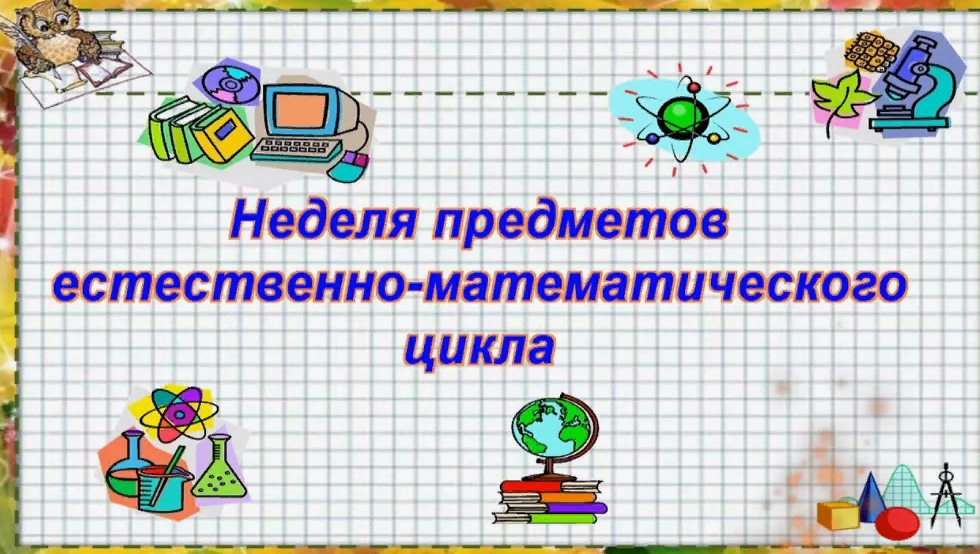 Неделя предметов
естественно-математического
цикла